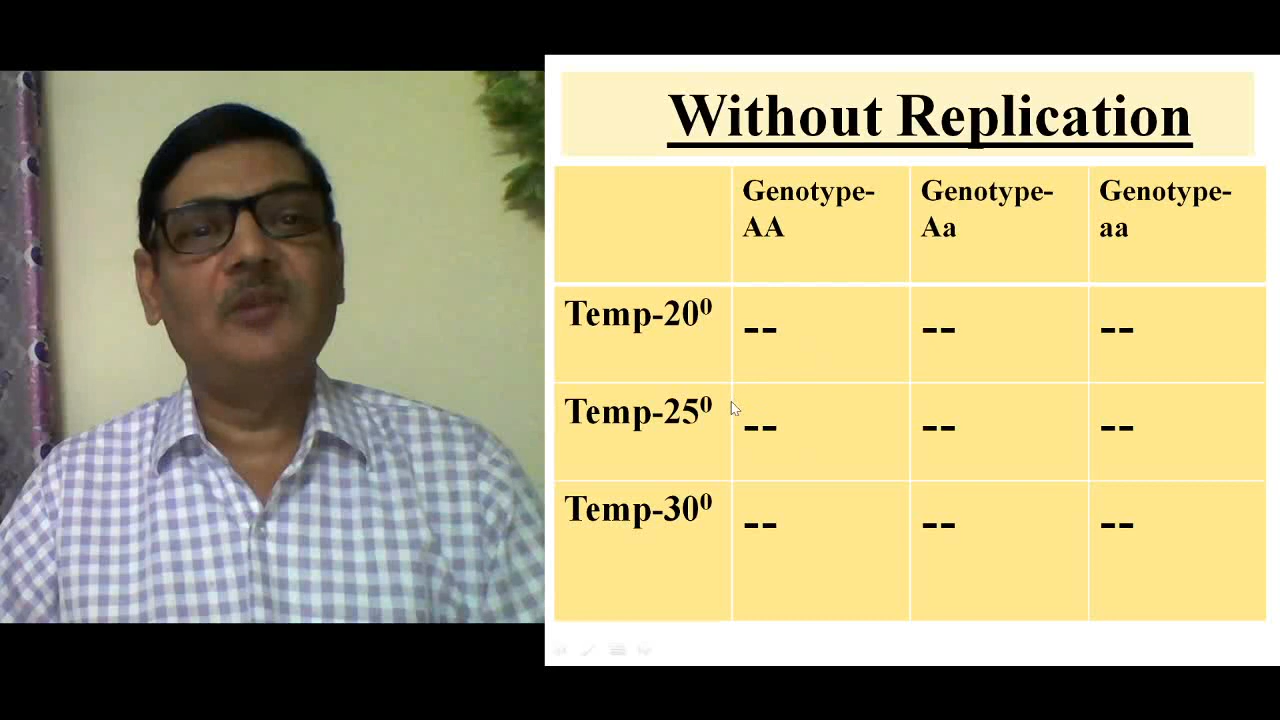 Without Replication
Genotype-
AA
Genotype-
Aa
Genotype-
aa
Temp-20⁰
--
--
--
Temp-25⁰
--
--
--
Temp-30⁰
--
--
--